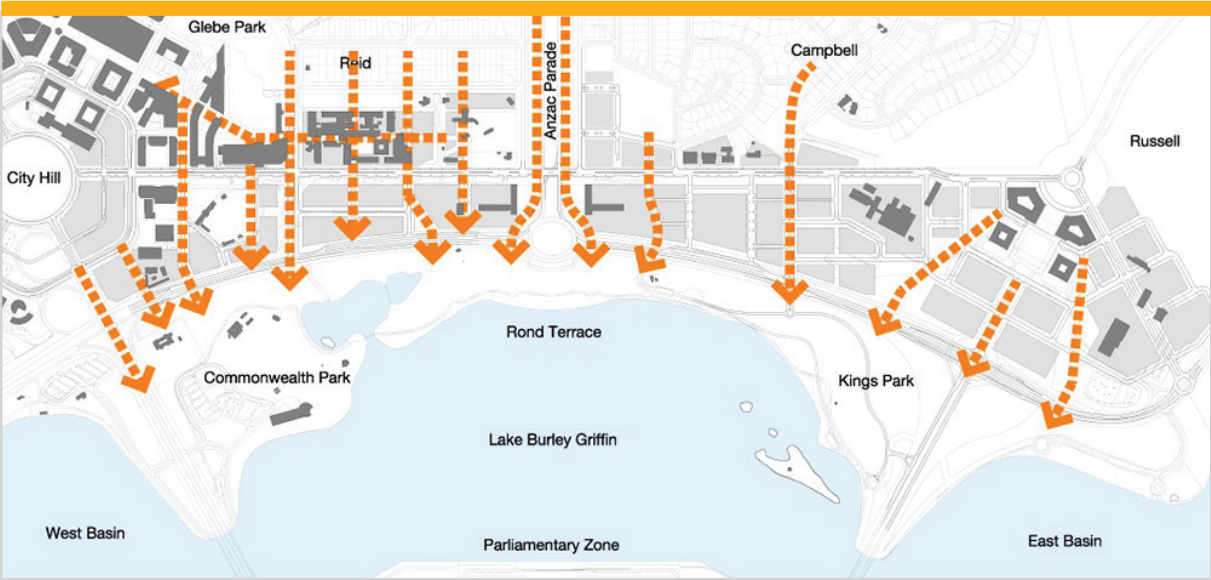 Glebe Park
Reid
Anzac Parade
Campbell
Russell
City Hill
Rond Terrace
Commonwealth Park
Kings Park
Lake Burley Griffin
West Basin
Parliamentary Zone
East Basin